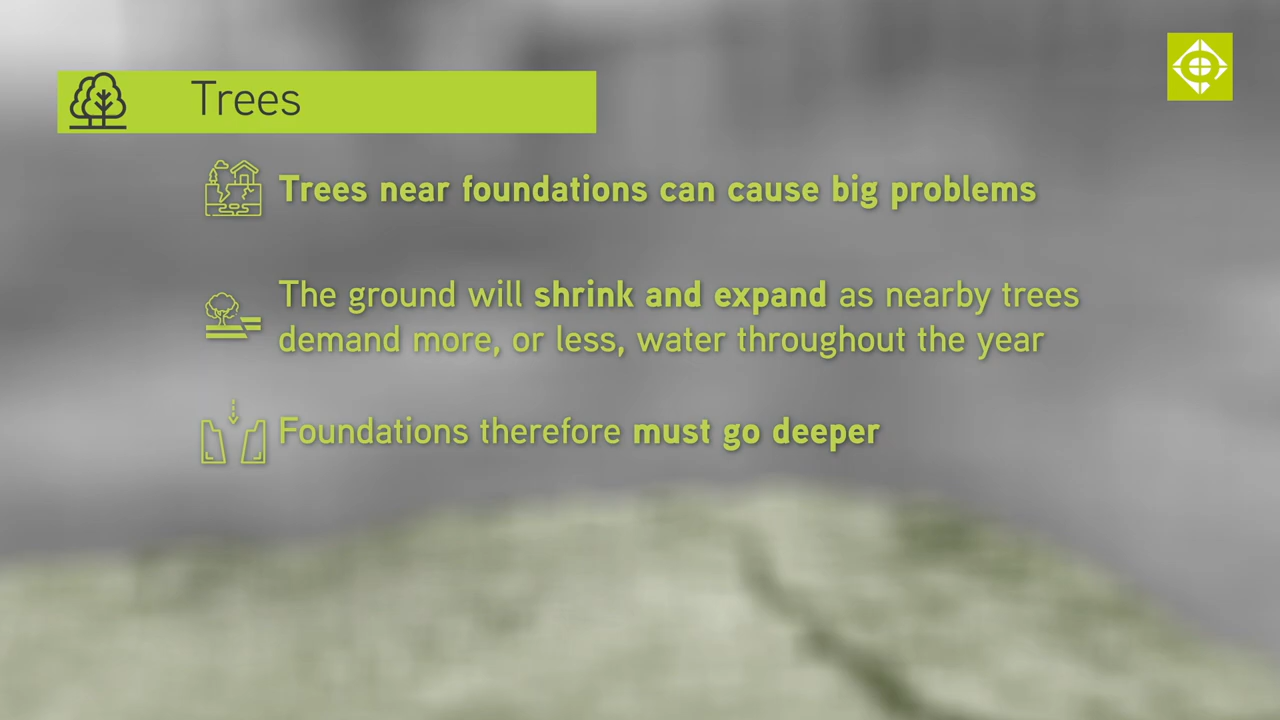 Trees
Trees near foundations can cause big problems
The ground will shrink and expand as nearby trees
demand more, or less, water throughout the year
Foundations therefore must go deeper